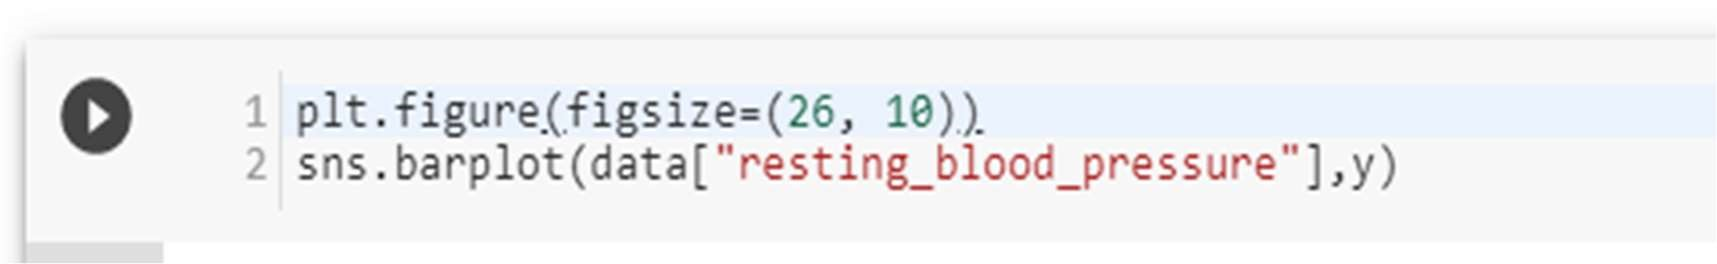 1 plt.figure(figsize=(26, 10))
2 sns.barplot(data["resting_blood_pressure"],y)